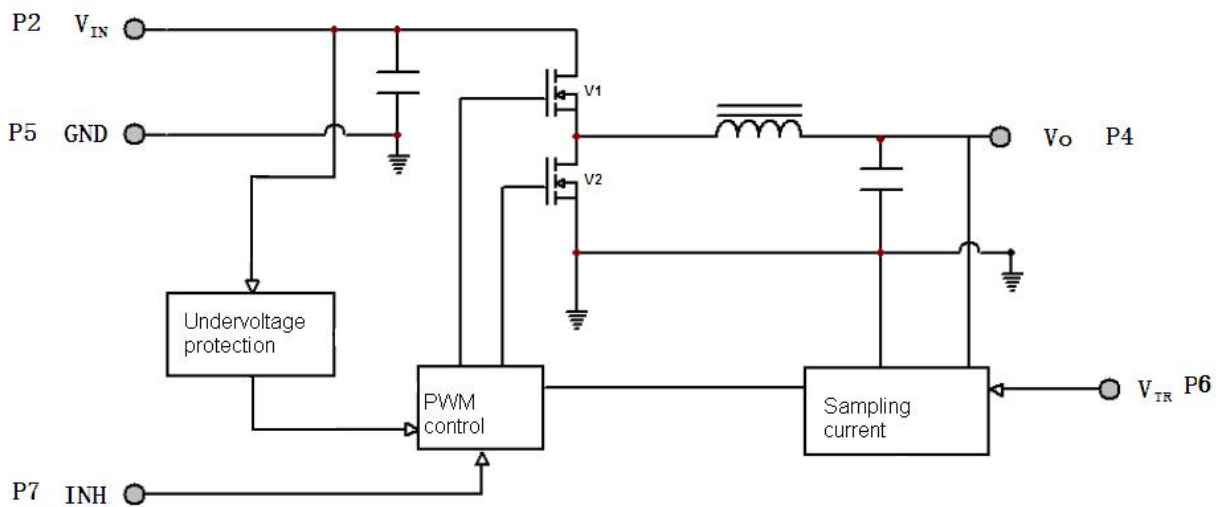 P2 VIN
V1
P5 GND
Vo P4
V2
Undervoltage
protection
PWM
control
Sampling
current
VTR P6
P7 INH